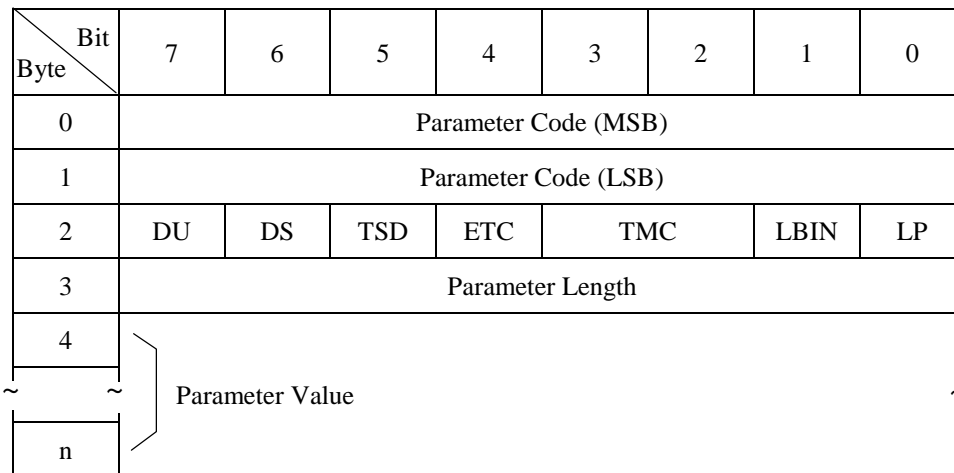 Bit
Byte 7 6 5 4 3 2 1 0
0 Parameter Code (MSB)
1 Parameter Code (LSB)
2 DU DS TSD ETC TMC LBIN LP
3 Parameter Length
4
~ ~ Parameter Value ~
n